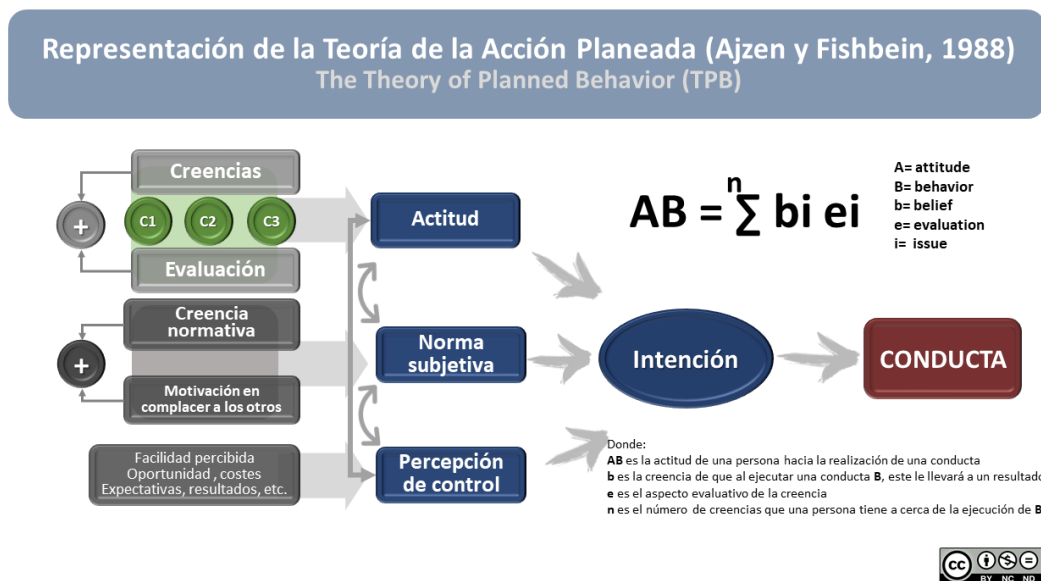 Representación de la Teoría de la Acción Planeada (Ajzen y Fishbein, 1988)
The Theory of Planned Behavior (TPB)
Creencias
+
C1
C2
C3
Evaluación
Actitud
n
AB = ∑ bi ei
A= attitude
B= behavior
b= belief
e= evaluation
i= issue
Creencia
normativa
+
Motivación en
complacer a los otros
Norma
subjetiva
Intención
CONDUCTA
Facilidad percibida
Oportunidad , costes
Expectativas, resultados, etc.
Percepción
de control
Donde:
AB es la actitud de una persona hacia la realización de una conducta
b es la creencia de que al ejecutar una conducta B, este le llevará a un resultado
e es el aspecto evaluativo de la creencia
n es el número de creencias que una persona tiene a cerca de la ejecución de B
cc
BY NC ND